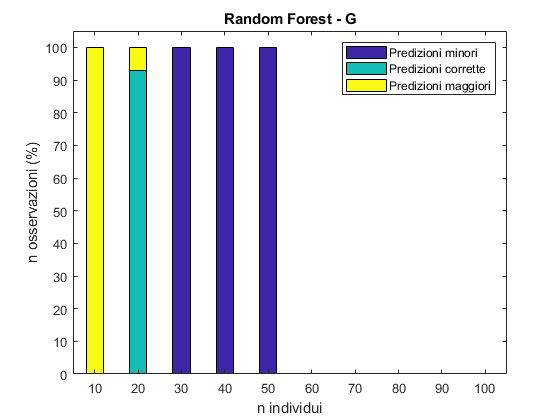 Random Forest - G
Predizioni minori
Predizioni corrette
Predizioni maggiori
n osservazioni (%)
100
90
80
70
60
50
40
30
20
10
0
10 20 30 40 50 60 70 80 90 100
n individui